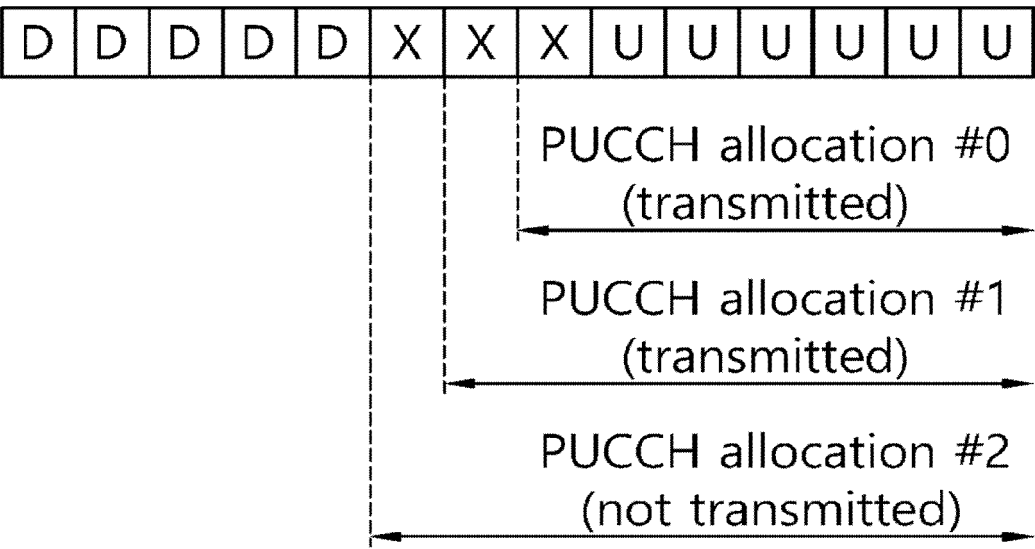 D D D D D X X X U U U U U U
PUCCH allocation #0
(transmitted)
PUCCH allocation #1
(transmitted)
PUCCH allocation #2
(not transmitted)